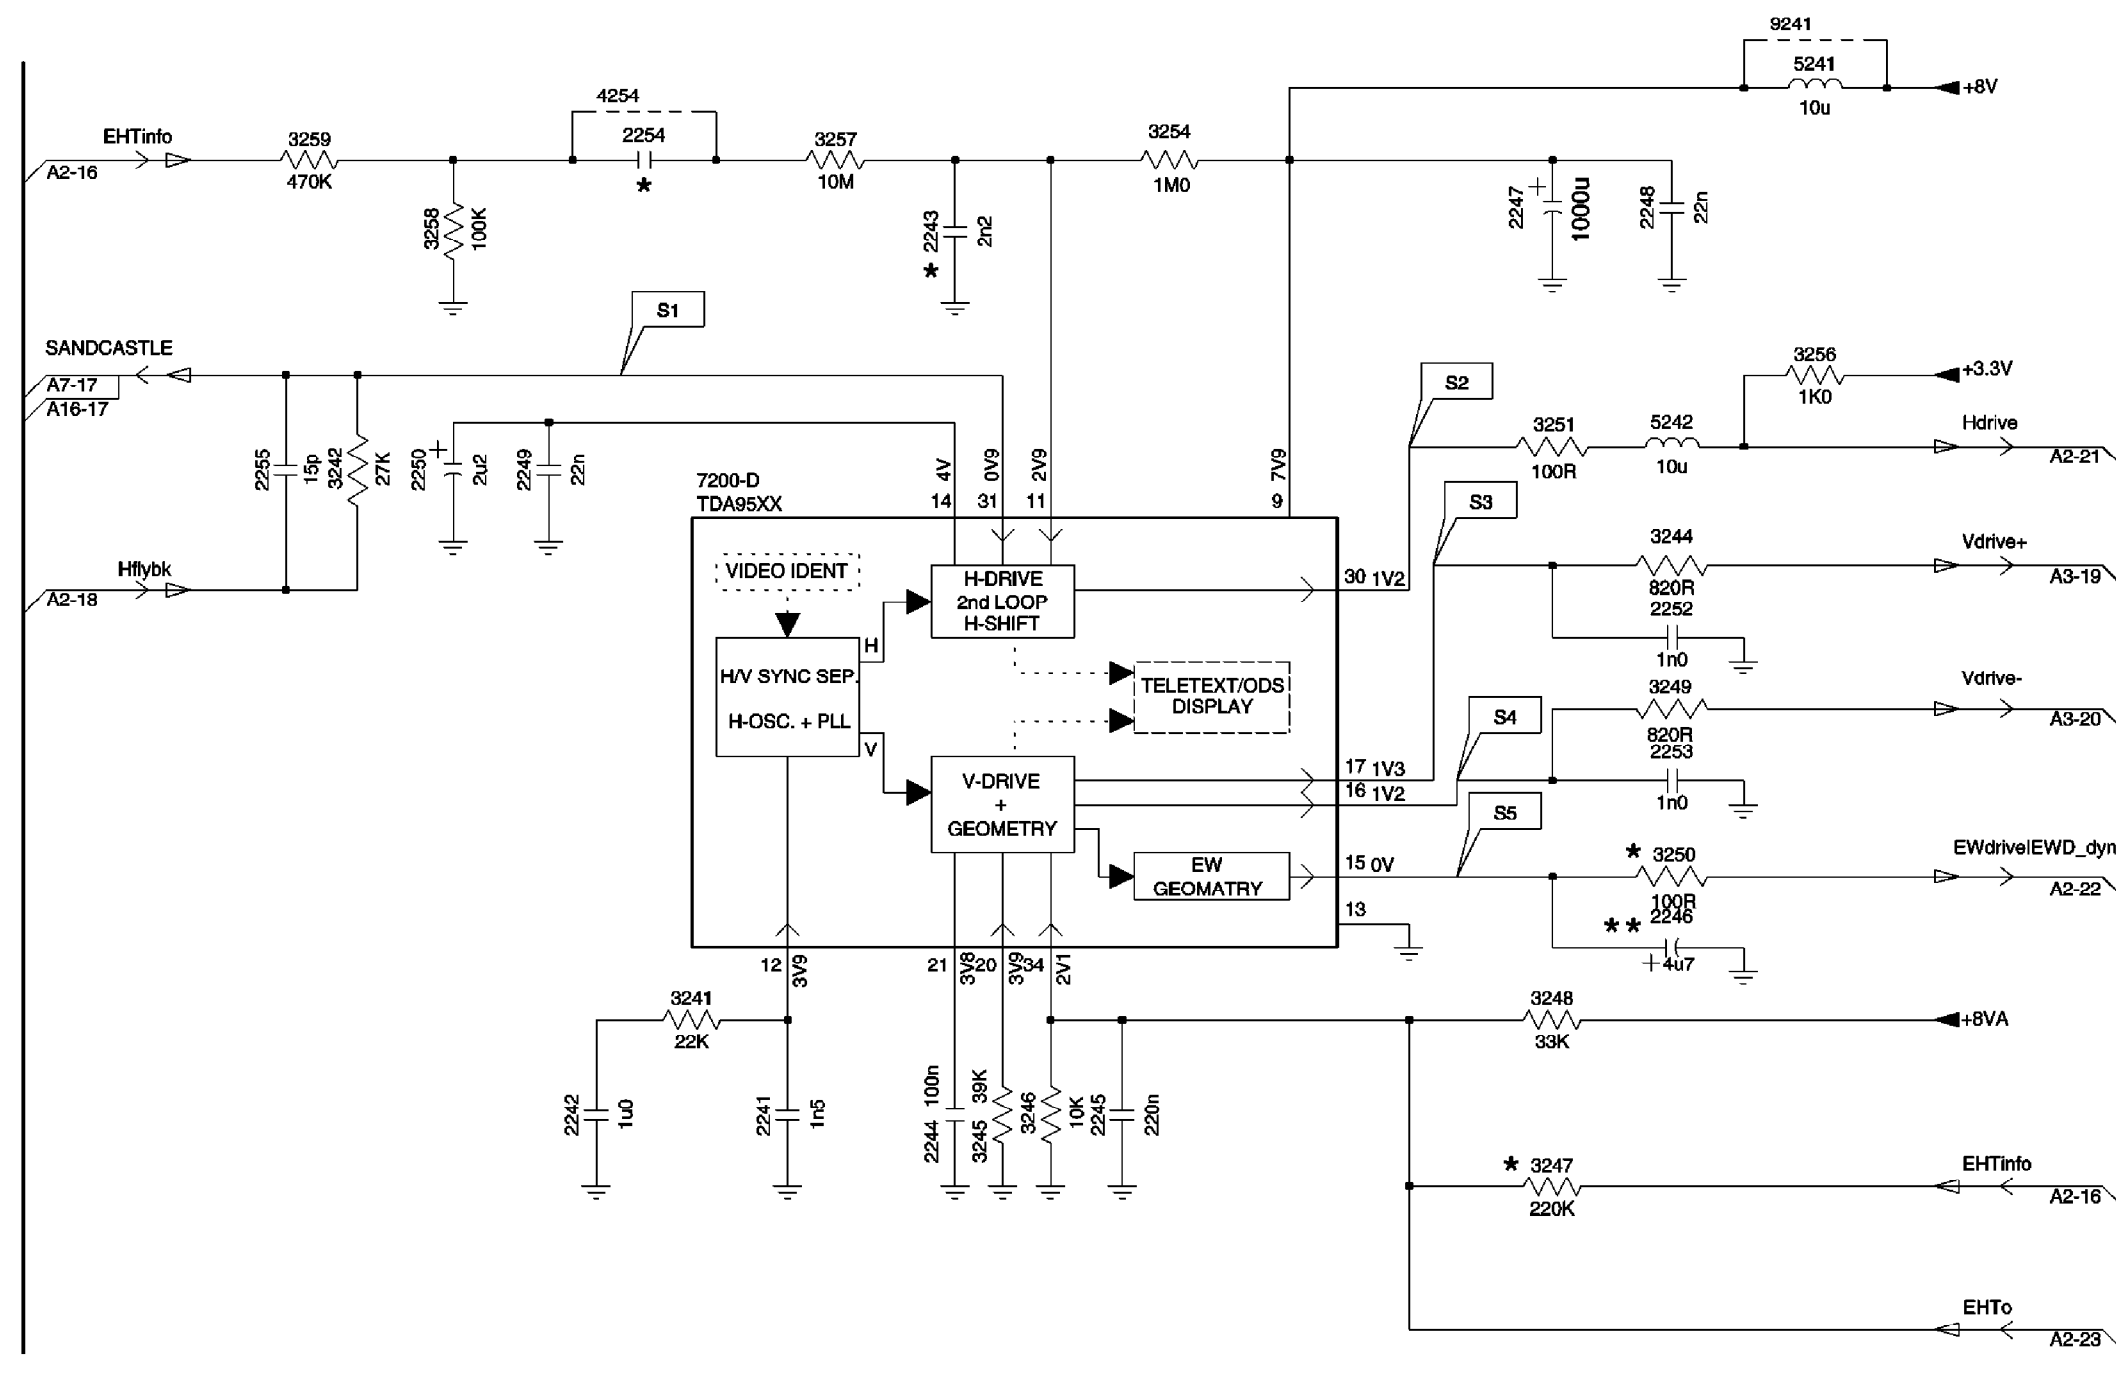 9241
5241
10u
+8V
4254
2254
*
EHTinfo
A2-16
3259
470K
3257
10M
3254
1M0
3258
100K
2243
2n2
*
2247
+
1000u
2248
22n
S1
SANDCASTLE
A7-17
A16-17
2255
15p
3242
27K
2250
+
2u2
2249
22n
Hflybk
A2-18
3256
1K0
+3.3V
S2
3251
100R
5242
10u
Hdrive
A2-21
7200-D
TDA95XX
4V
14
0V9
31
2V9
11
7V9
9
S3
3244
820R
2252
1n0
Vdrive+
A3-19
VIDEO IDENT
H-DRIVE
2nd LOOP
H-SHIFT
30 1V2
H
H/V SYNC SEP.
H-OSC. + PLL
V
TELETEXT/ODS
DISPLAY
S4
3249
820R
2253
1n0
Vdrive-
A3-20
V-DRIVE
+
GEOMETRY
17 1V3
16 1V2
S5
EW
GEOMATRY
15 0V
13
* 3250
100R
** 2246
+4u7
EWdrive|EWD_dyn
A2-22
12
3V9
21
3V8
20
3V9
34
2V1
3241
22K
2242
1u0
2241
1n5
2244
100n
3245
39K
3246
10K
2245
220n
3248
33K
+8VA
* 3247
220K
EHTinfo
A2-16
EHTo
A2-23